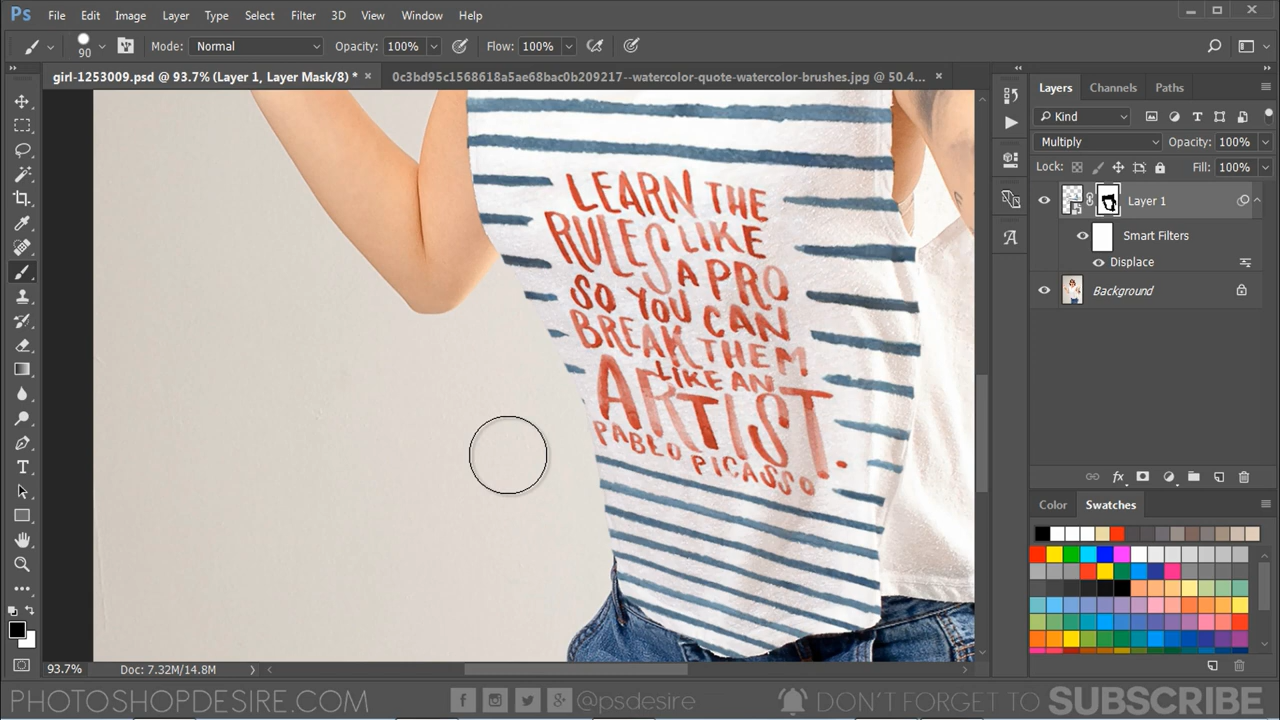 Ps File Edit Image Layer Type Select Filter 3D View Window Help
90 Mode: Normal Opacity: 100% Flow: 100%
girl-1253009.psd @ 93.7% (Layer 1, Layer Mask/8) * × 0c3bd95c1568618a5ae68bac0b209217--watercolor-quote-watercolor-brushes.jpg @ 50.4... ×
Layers Channels Paths
Kind
Multiply Opacity: 100%
Lock: Fill: 100%
Layer 1
Smart Filters
Displace
Background
LEARN THE
RULES LIKE
A PRO
SO YOU CAN
BREAK THEM
LIKE AN
ARTIST.
PABLO PICASSO
fx
Color Swatches
93.7% Doc: 7.32M/14.8M
PHOTOSHOPDESIRE.COM @psdesire DON'T FORGET TO SUBSCRIBE